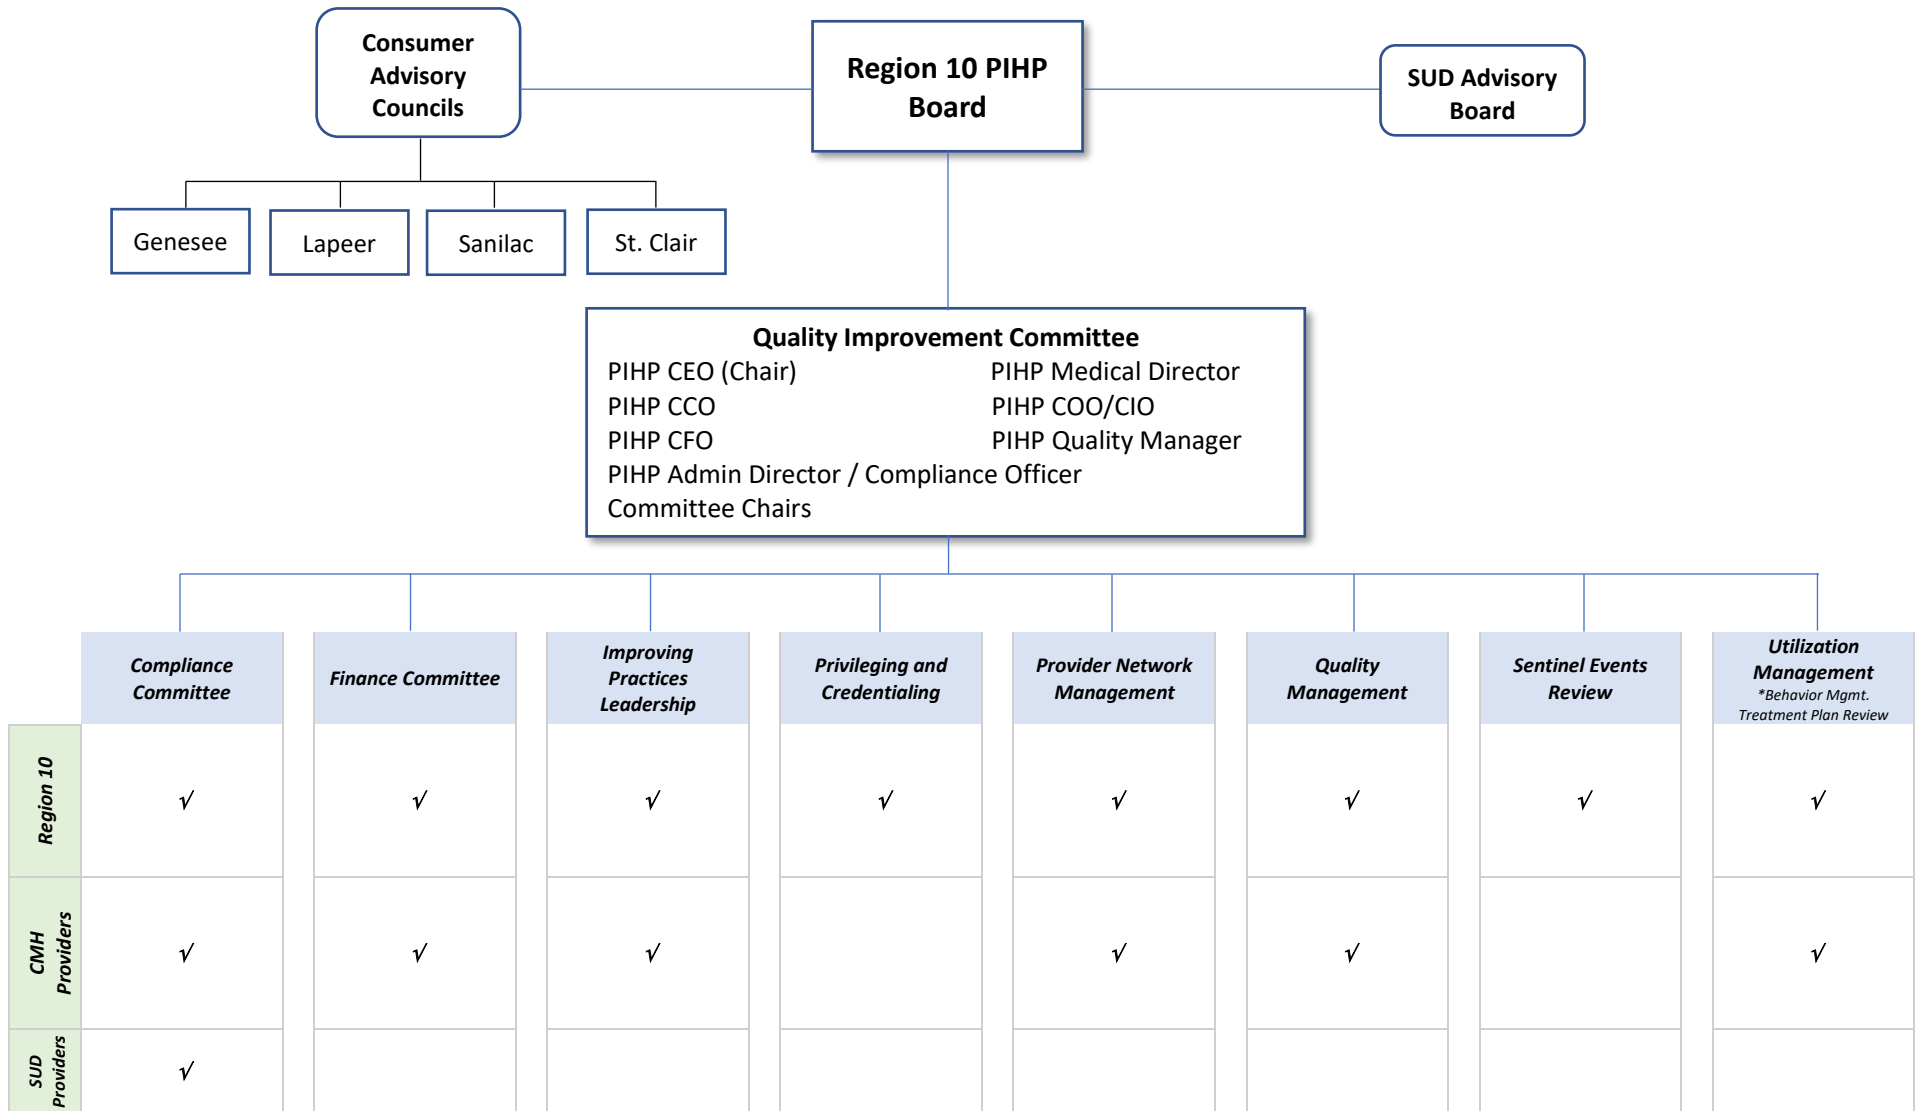 Consumer
Advisory
Councils
Region 10 PIHP
Board
SUD Advisory
Board
Genesee
Lapeer
Sanilac
St. Clair
Quality Improvement Committee
PIHP CEO (Chair) PIHP Medical Director
PIHP CCO PIHP COO/CIO
PIHP CFO PIHP Quality Manager
PIHP Admin Director / Compliance Officer
Committee Chairs
Compliance
Committee
Finance Committee
Improving
Practices
Leadership
Privileging and
Credentialing
Provider Network
Management
Quality
Management
Sentinel Events
Review
Utilization
Management
*Behavior Mgmt.
Treatment Plan Review
Region 10
√ √ √ √ √ √ √ √
CMH
Providers
√ √ √ √ √ √
SUD
Providers
√